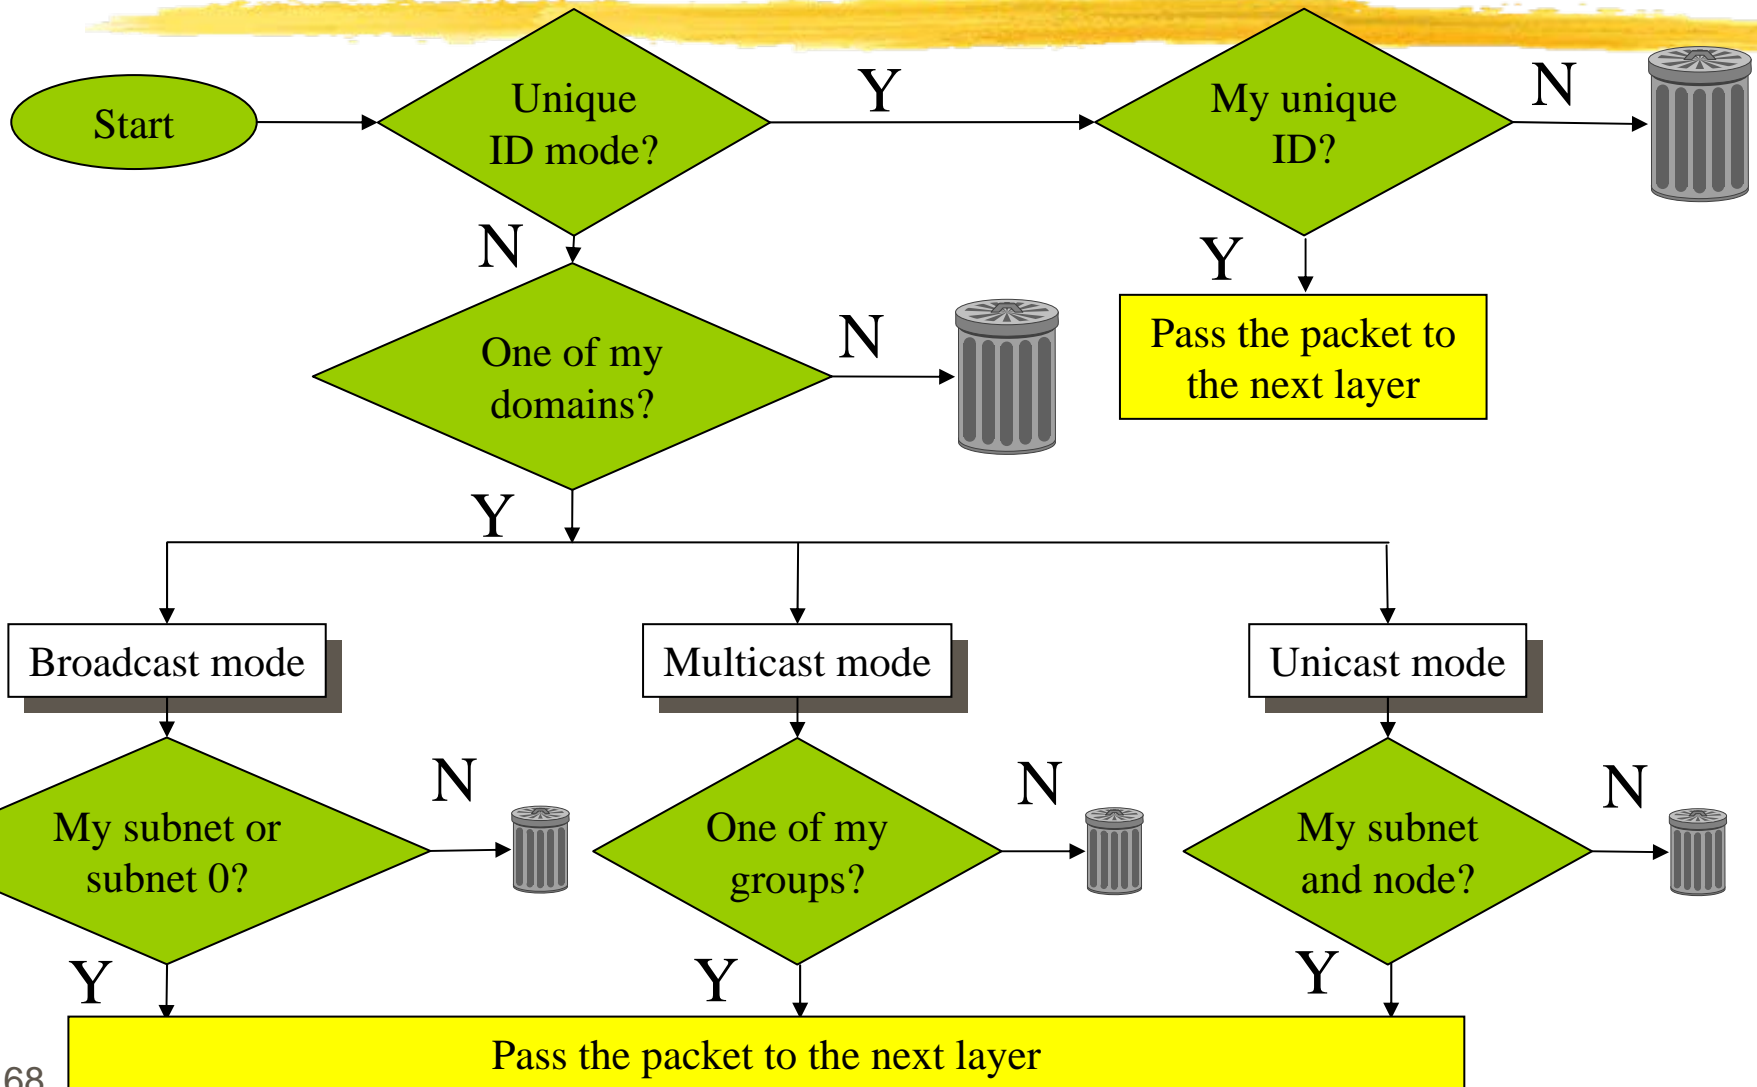 Start
Unique
ID mode?
Y
My unique
ID?
N
N
Y
One of my
domains?
N
Pass the packet to
the next layer
Y
Broadcast mode
Multicast mode
Unicast mode
My subnet or
subnet 0?
N
One of my
groups?
N
My subnet
and node?
N
Y
Y
Y
Pass the packet to the next layer
68